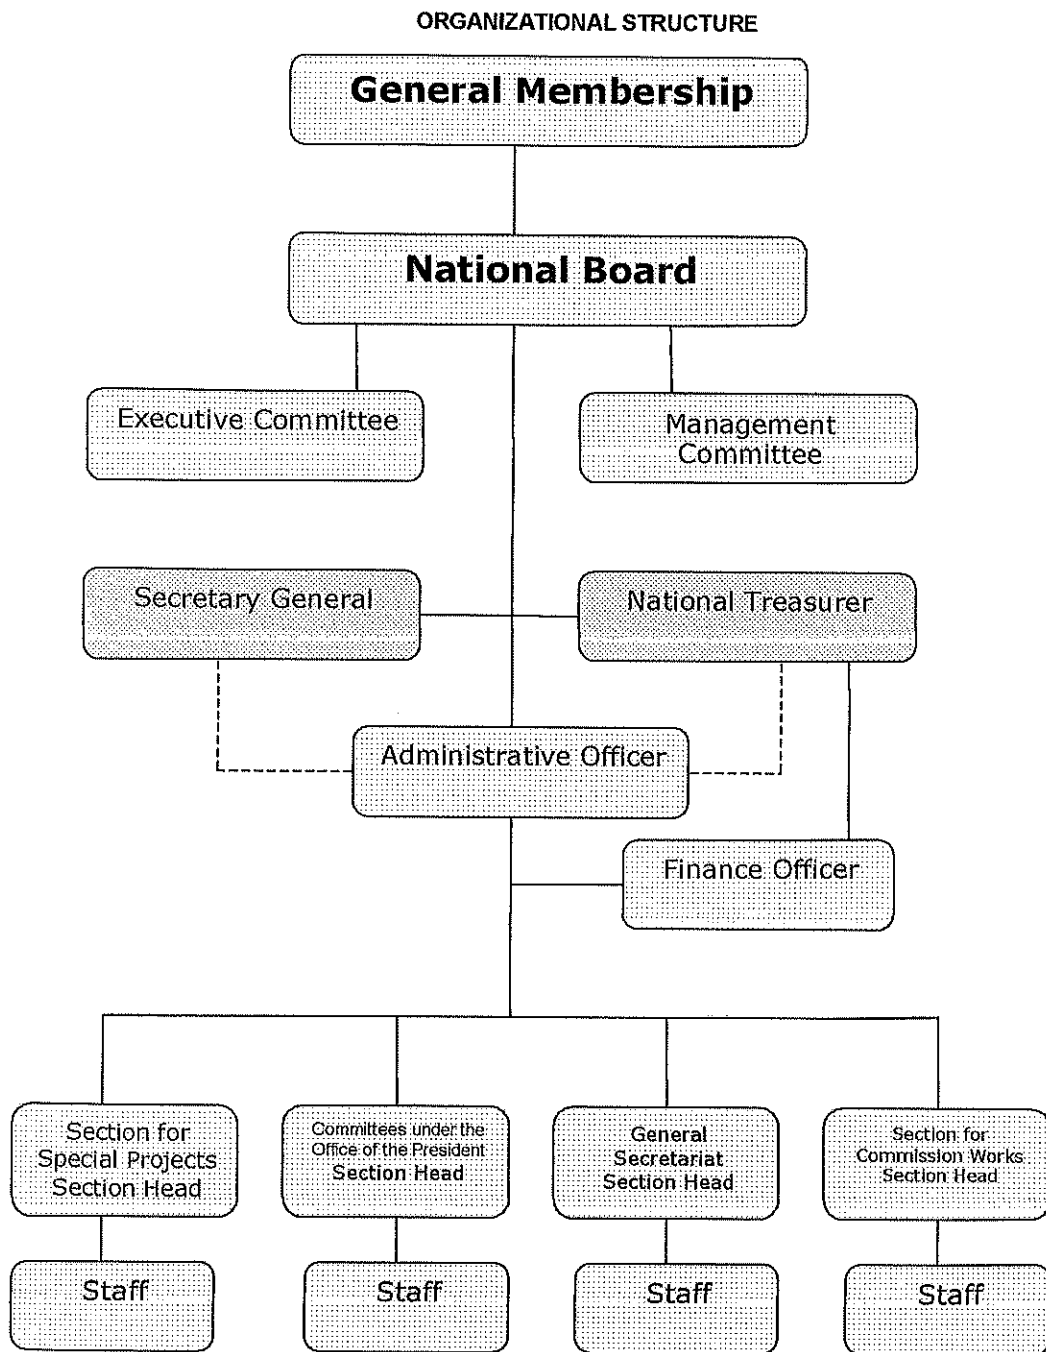 ORGANIZATIONAL STRUCTURE
General Membership
National Board
Executive Committee
Management
Committee
Secretary General
National Treasurer
Administrative Officer
Finance Officer
Section for
Special Projects
Section Head
Committees under the
Office of the President
Section Head
General
Secretariat
Section Head
Section for
Commission Works
Section Head
Staff
Staff
Staff
Staff